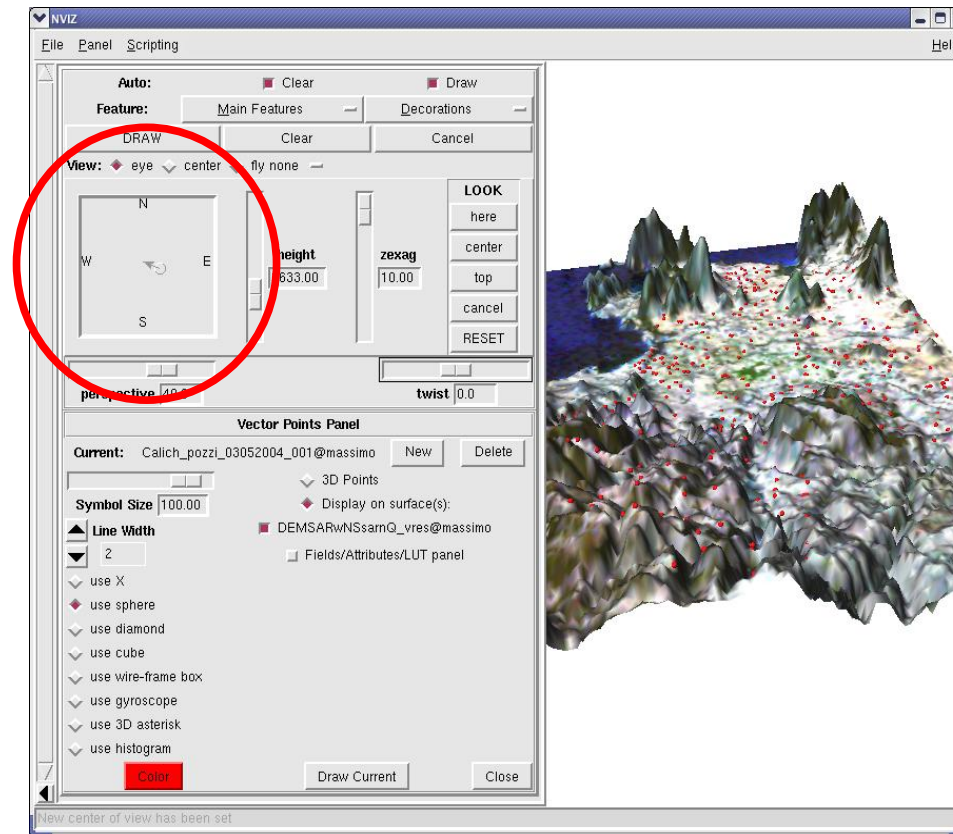 NVIZ
File Panel Scripting
Auto: Clear Draw
Feature: Main Features Decorations
DRAW Clear Cancel
View: eye center fly none
N
W E
S
height
633.00
zexag
10.00
LOOK
here
center
top
cancel
RESET
perspective
twist 0.0
Vector Points Panel
Current: Calich_pozzi_03052004_001@massimo New Delete
3D Points
Symbol Size 100.00
Display on surface(s):
Line Width
DEMSARwNSsarnQ_vres@massimo
2
Fields/Attributes/LUT panel
use X
use sphere
use diamond
use cube
use wire-frame box
use gyroscope
use 3D asterisk
use histogram
Color Draw Current Close
New center of view has been set